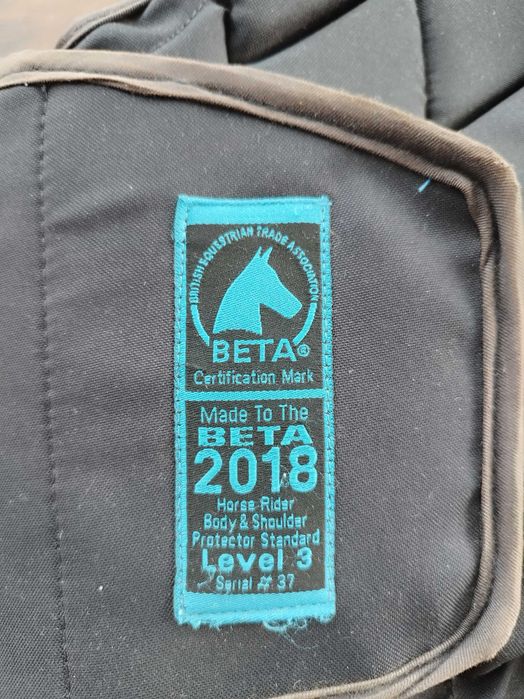 BRITISH EQUESTRIAN TRADE ASSOCIATION
BETA®
Certification Mark
Made To The
BETA
2018
Horse Rider
Body & Shoulder
Protector Standard
Level 3
Serial # 37